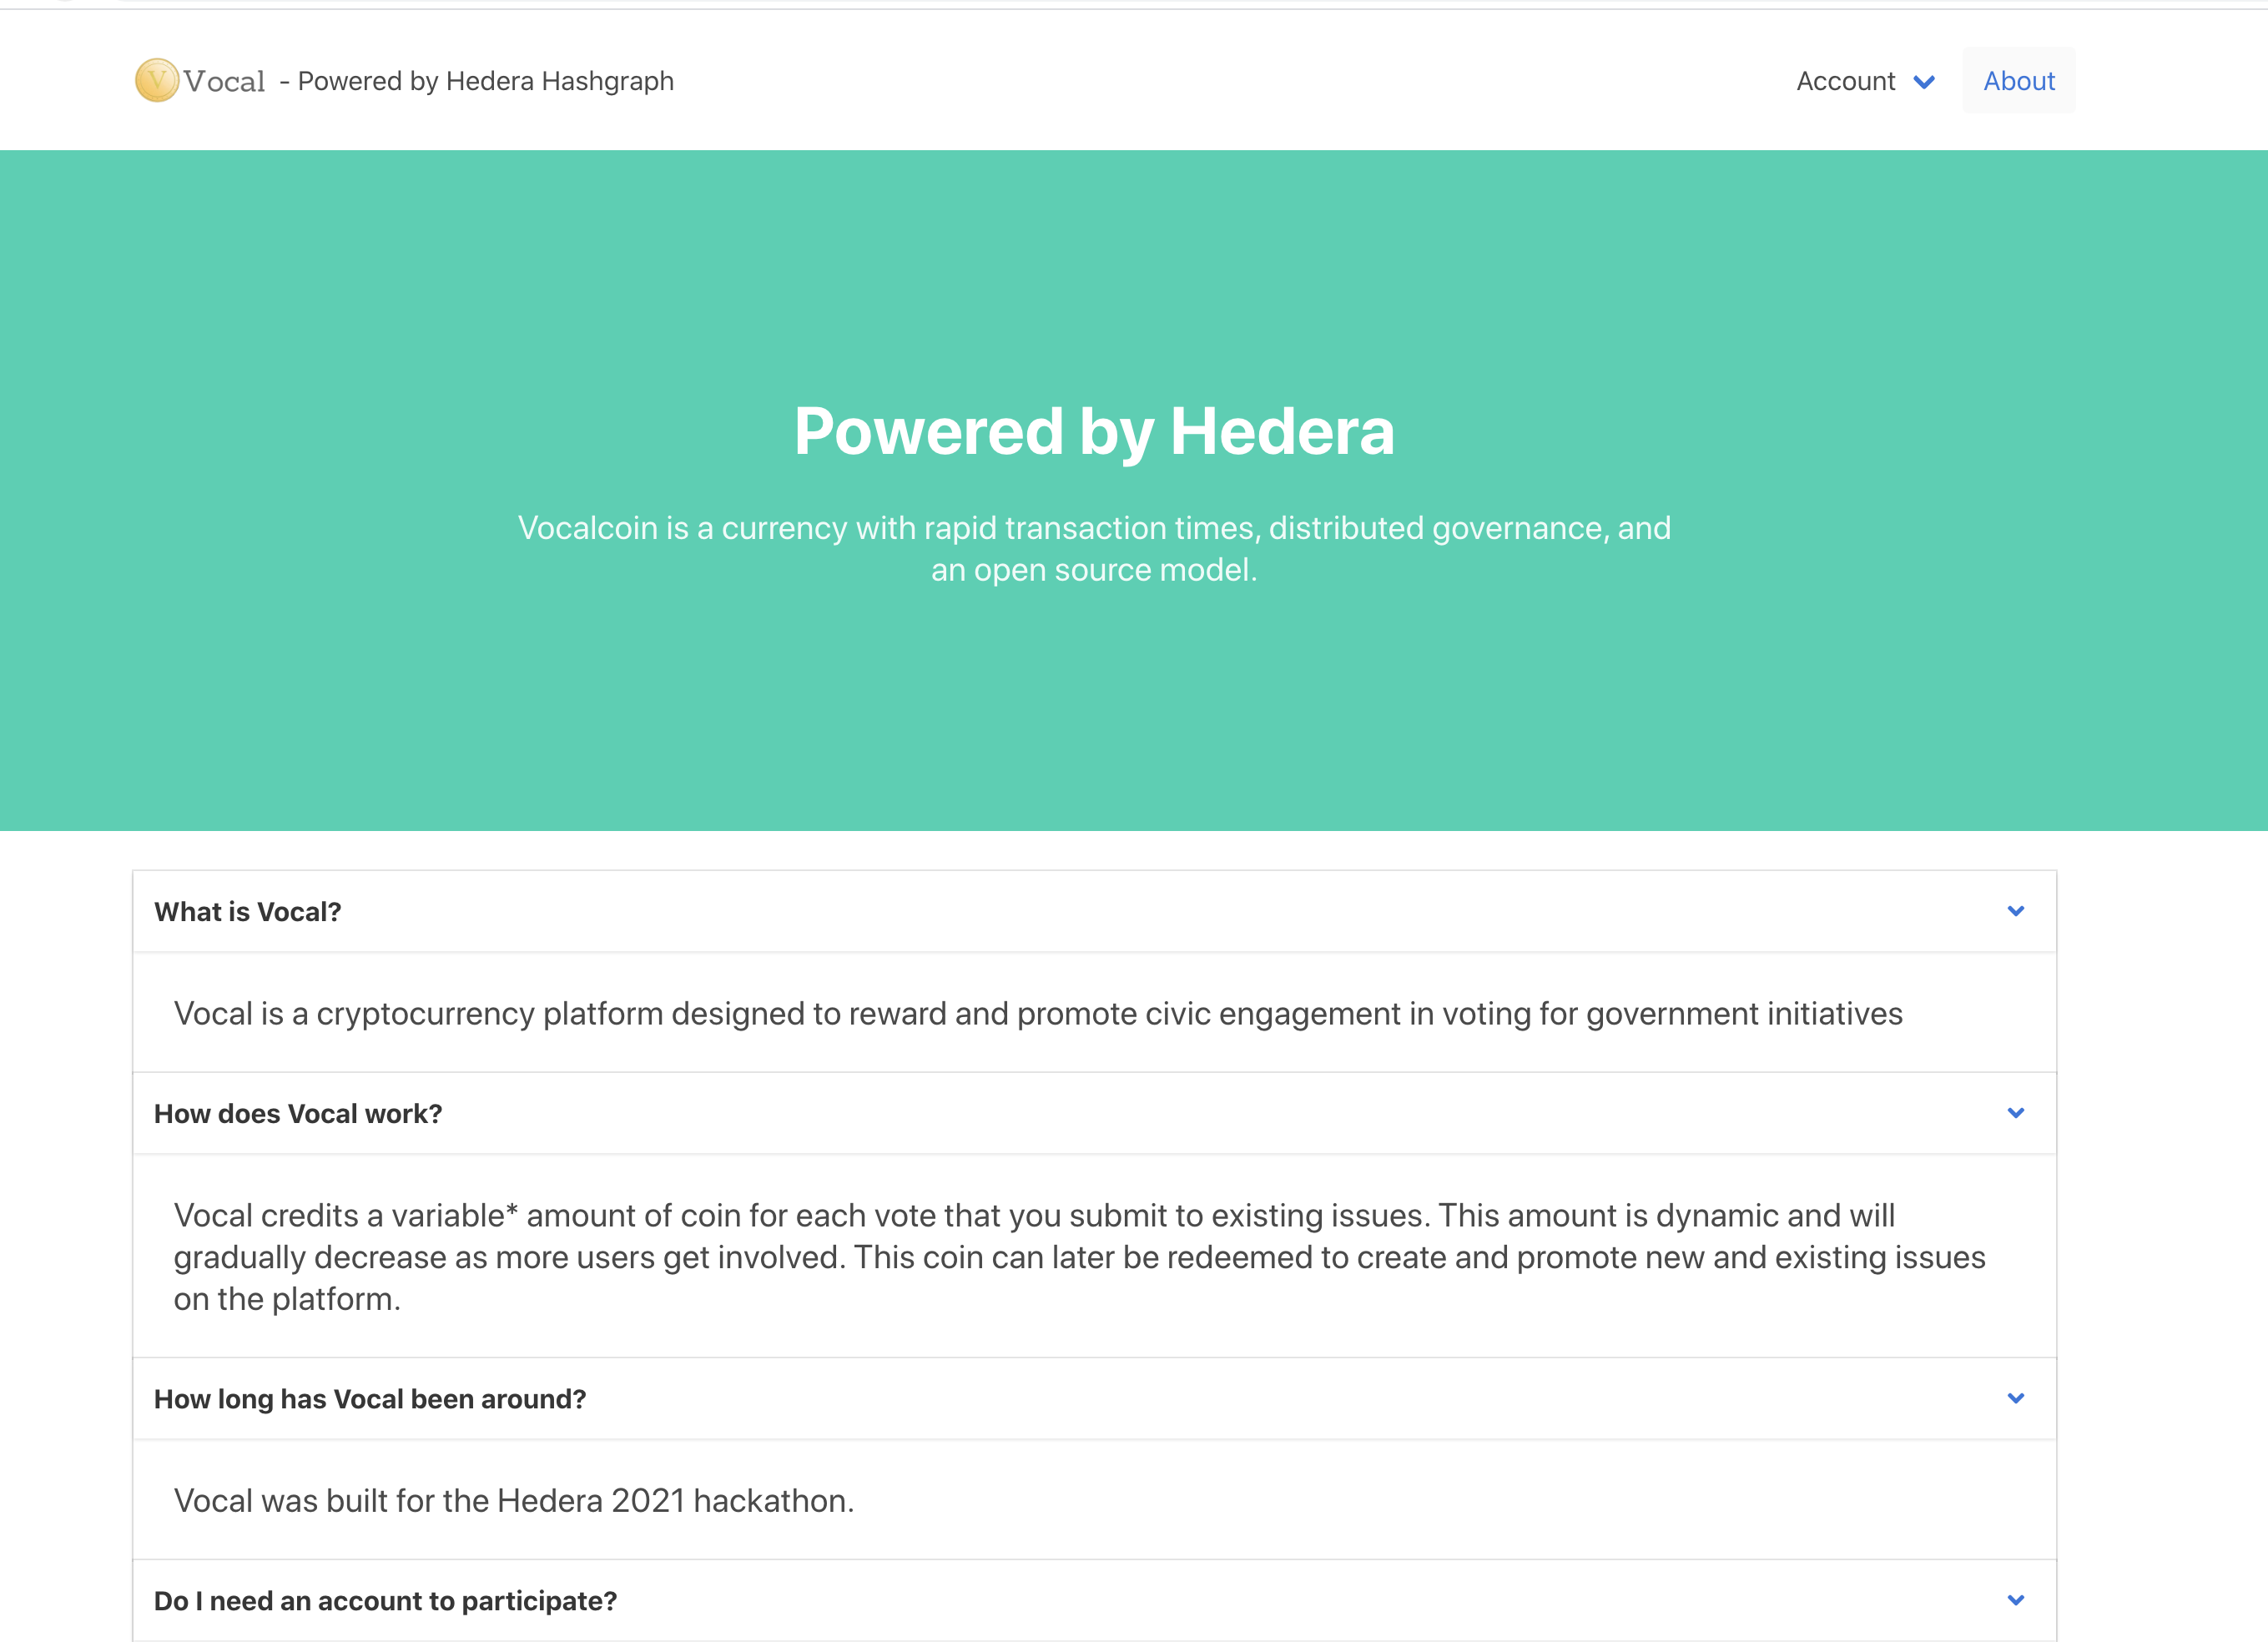 V Vocal - Powered by Hedera Hashgraph Account About
Powered by Hedera
Vocalcoin is a currency with rapid transaction times, distributed governance, and
an open source model.
What is Vocal?
Vocal is a cryptocurrency platform designed to reward and promote civic engagement in voting for government initiatives
How does Vocal work?
Vocal credits a variable* amount of coin for each vote that you submit to existing issues. This amount is dynamic and will
gradually decrease as more users get involved. This coin can later be redeemed to create and promote new and existing issues
on the platform.
How long has Vocal been around?
Vocal was built for the Hedera 2021 hackathon.
Do I need an account to participate?